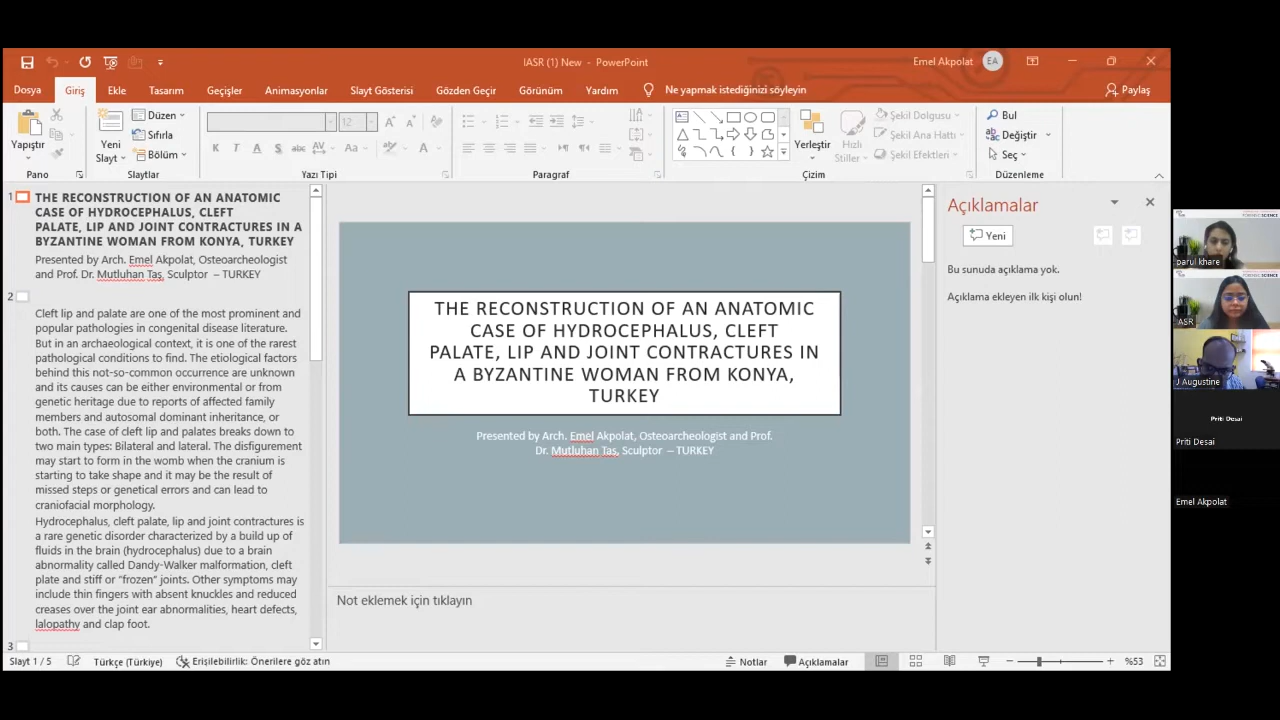 IASR (1) New - PowerPoint
Emel Akpolat
EA
Dosya Giriş Ekle Tasarım Geçişler Animasyonlar Slayt Gösterisi Gözden Geçir Görünüm Yardım Ne yapmak istediğinizi söyleyin Paylaş
Yapıştır
Yeni
Slayt
Düzen
Sıfırla
Bölüm
12
K T A S abc AV Aa A
Yerleştir
Hızlı
Stiller
Şekil Dolgusu
Şekil Ana Hattı
Şekil Efektleri
Bul
Değiştir
Seç
Pano Slaytlar Yazı Tipi Paragraf Çizim Düzenleme
1
THE RECONSTRUCTION OF AN ANATOMIC
CASE OF HYDROCEPHALUS, CLEFT
PALATE, LIP AND JOINT CONTRACTURES IN A
BYZANTINE WOMAN FROM KONYA, TURKEY
Presented by Arch. Emel Akpolat, Osteoarcheologist
and Prof. Dr. Mutluhan Taş, Sculptor – TURKEY
2
Cleft lip and palate are one of the most prominent and
popular pathologies in congenital disease literature.
But in an archaeological context, it is one of the rarest
pathological conditions to find. The etiological factors
behind this not-so-common occurrence are unknown
and its causes can be either environmental or from
genetic heritage due to reports of affected family
members and autosomal dominant inheritance, or
both. The case of cleft lip and palates breaks down to
two main types: Bilateral and lateral. The disfigurement
may start to form in the womb when the cranium is
starting to take shape and it may be the result of
missed steps or genetical errors and can lead to
craniofacial morphology.
Hydrocephalus, cleft palate, lip and joint contractures is
a rare genetic disorder characterized by a build up of
fluids in the brain (hydrocephalus) due to a brain
abnormality called Dandy-Walker malformation, cleft
plate and stiff or "frozen" joints. Other symptoms may
include thin fingers with absent knuckles and reduced
creases over the joint ear abnormalities, heart defects,
lalopathy and clap foot.
3
THE RECONSTRUCTION OF AN ANATOMIC
CASE OF HYDROCEPHALUS, CLEFT
PALATE, LIP AND JOINT CONTRACTURES IN
A BYZANTINE WOMAN FROM KONYA,
TURKEY
Presented by Arch. Emel Akpolat, Osteoarcheologist and Prof.
Dr. Mutluhan Taş, Sculptor – TURKEY
Not eklemek için tıklayın
Açıklamalar
Yeni
Bu sunuda açıklama yok.
Açıklama ekleyen ilk kişi olun!
Slayt 1 / 5 Türkçe (Türkiye) Erişilebilirlik: Önerilere göz atın Notlar Açıklamalar %53
parul khare
IASR
J Augustine
Priti Desai
Priti Desai
Emel Akpolat